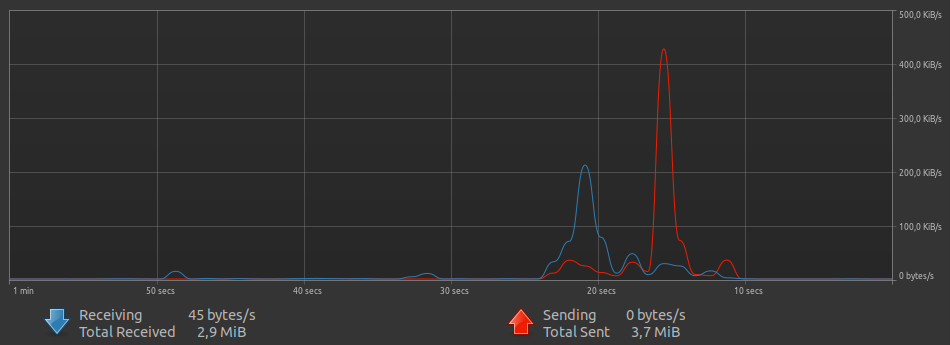 500,0 KiB/s
400,0 KiB/s
300,0 KiB/s
200,0 KiB/s
100,0 KiB/s
0 bytes/s
1 min 50 secs 40 secs 30 secs 20 secs 10 secs
Receiving 45 bytes/s Sending 0 bytes/s
Total Received 2,9 MiB Total Sent 3,7 MiB